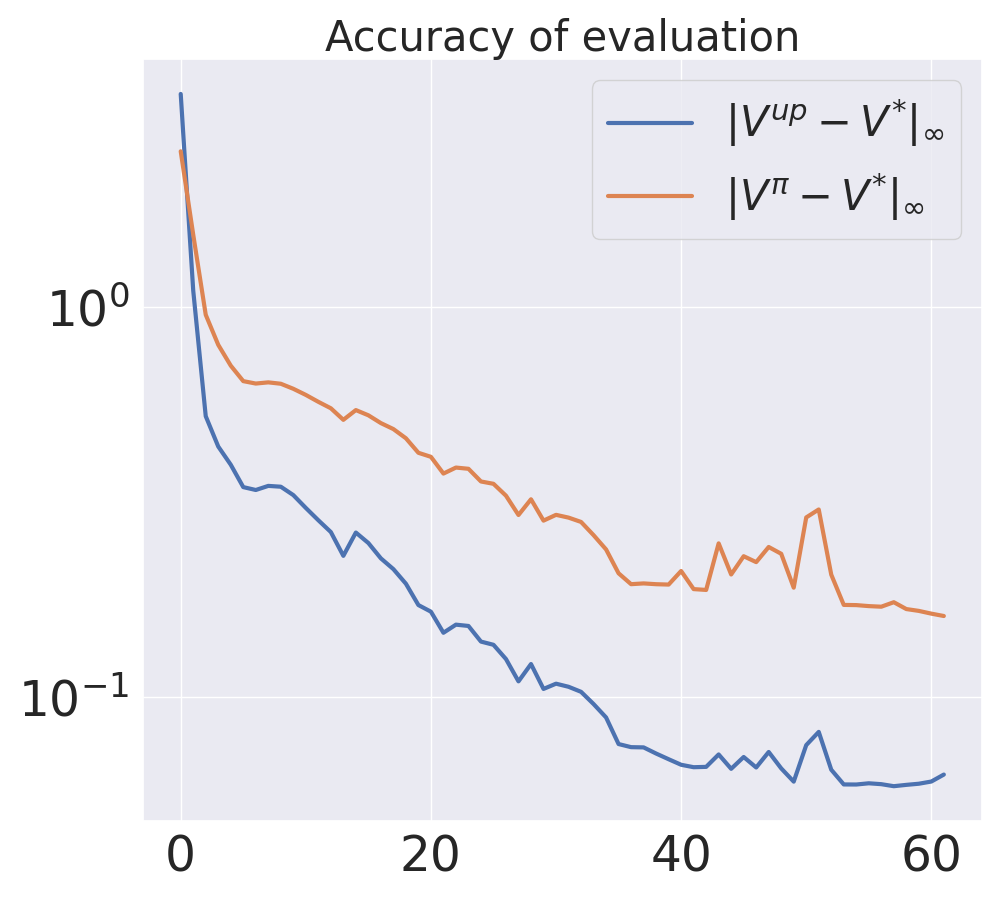 Accuracy of evaluation
|V^{up} − V^*|_∞
|V^π − V^*|_∞
10^0
10^{−1}
0 20 40 60